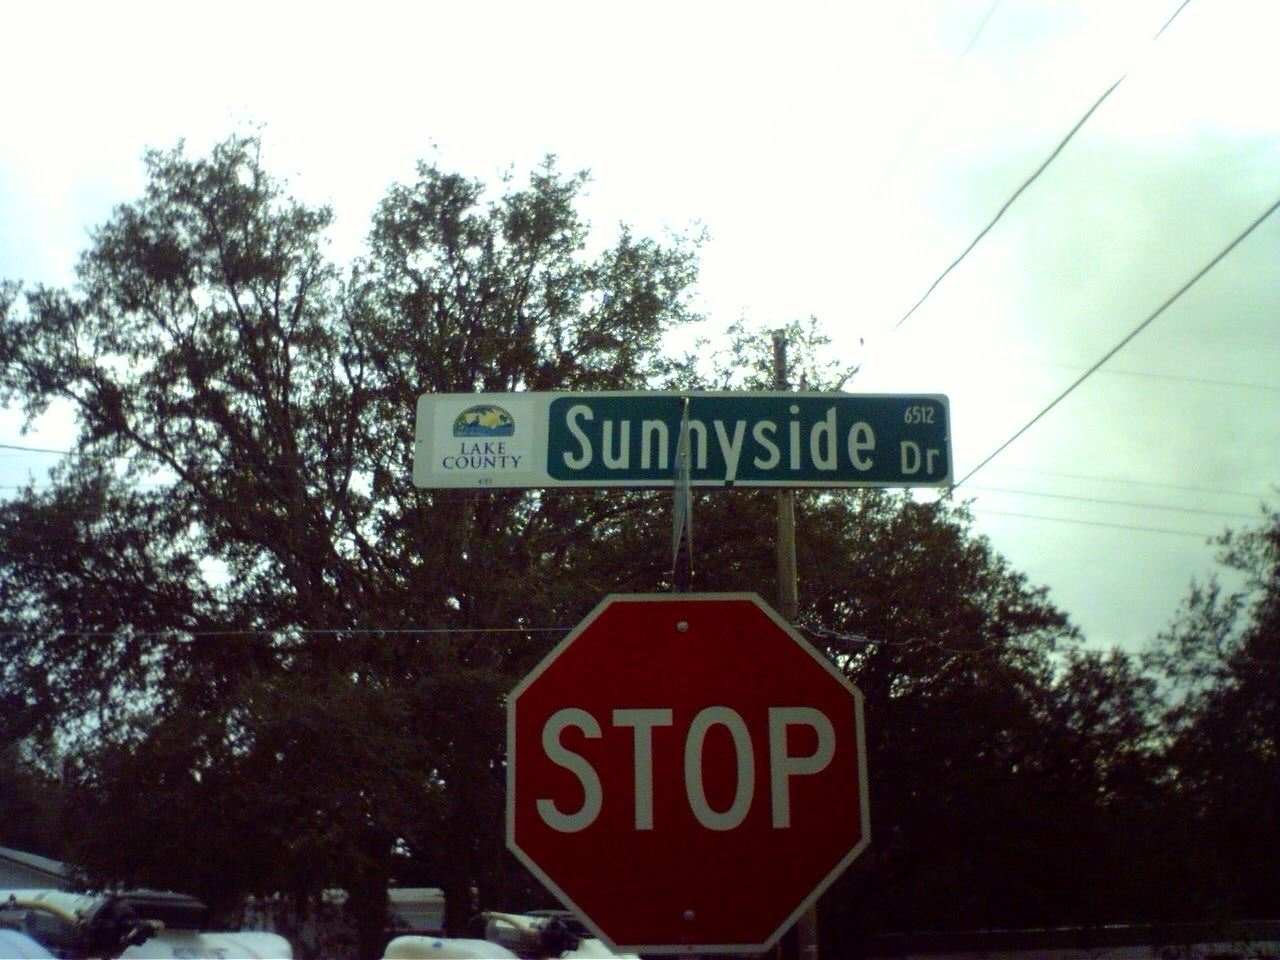 LAKE
COUNTY
Sunnyside
6512
Dr
STOP